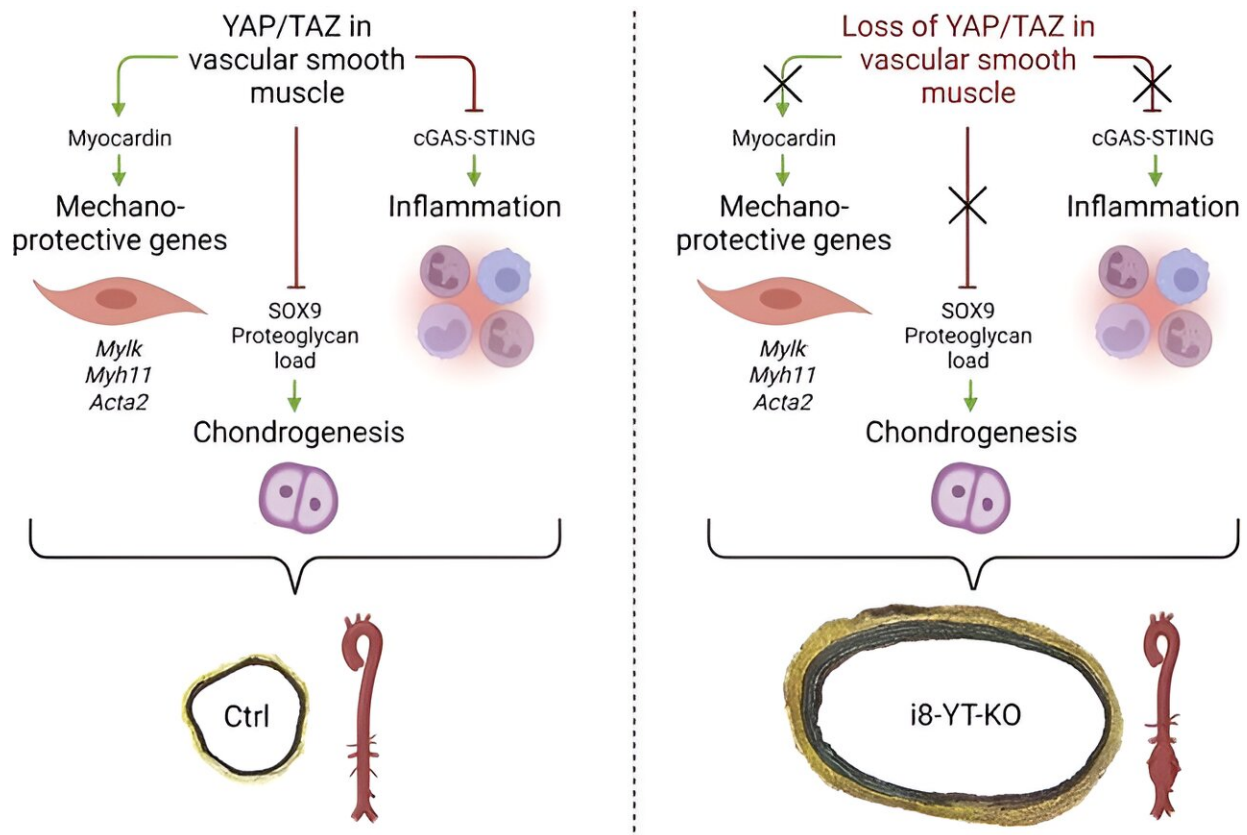 YAP/TAZ in
vascular smooth
muscle
Myocardin
cGAS-STING
Mechano-
protective genes
Inflammation
Mylk
Myh11
Acta2
SOX9
Proteoglycan
load
Chondrogenesis
Ctrl
Loss of YAP/TAZ in
vascular smooth
muscle
Myocardin
cGAS-STING
Mechano-
protective genes
Inflammation
Mylk
Myh11
Acta2
SOX9
Proteoglycan
load
Chondrogenesis
i8-YT-KO